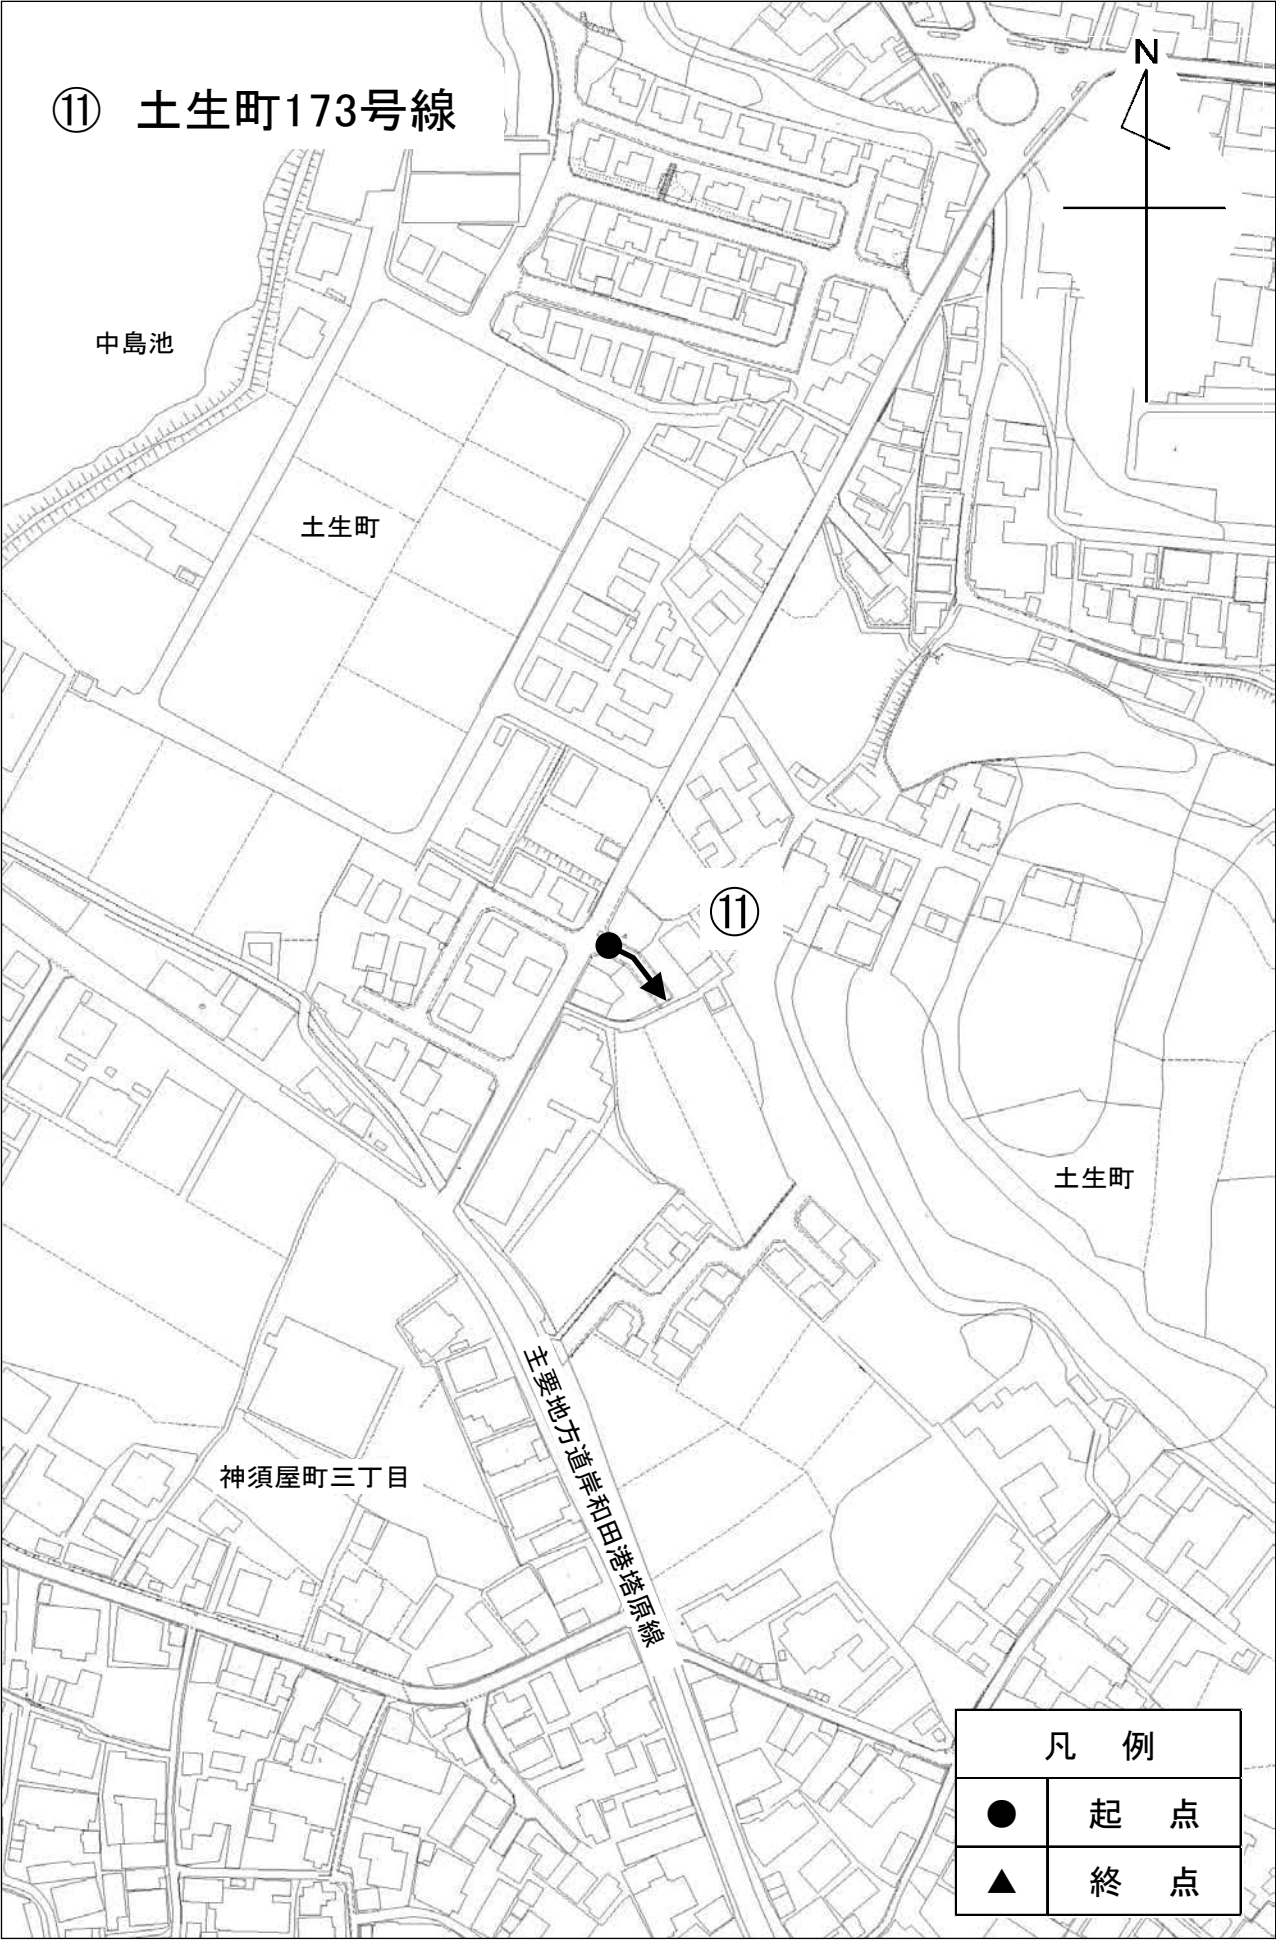 ⑪ 土生町173号線
N
中島池
土生町
⑪
土生町
主要地方道岸和田港塔原線
神須屋町三丁目
凡 例
● 起 点
▲ 終 点